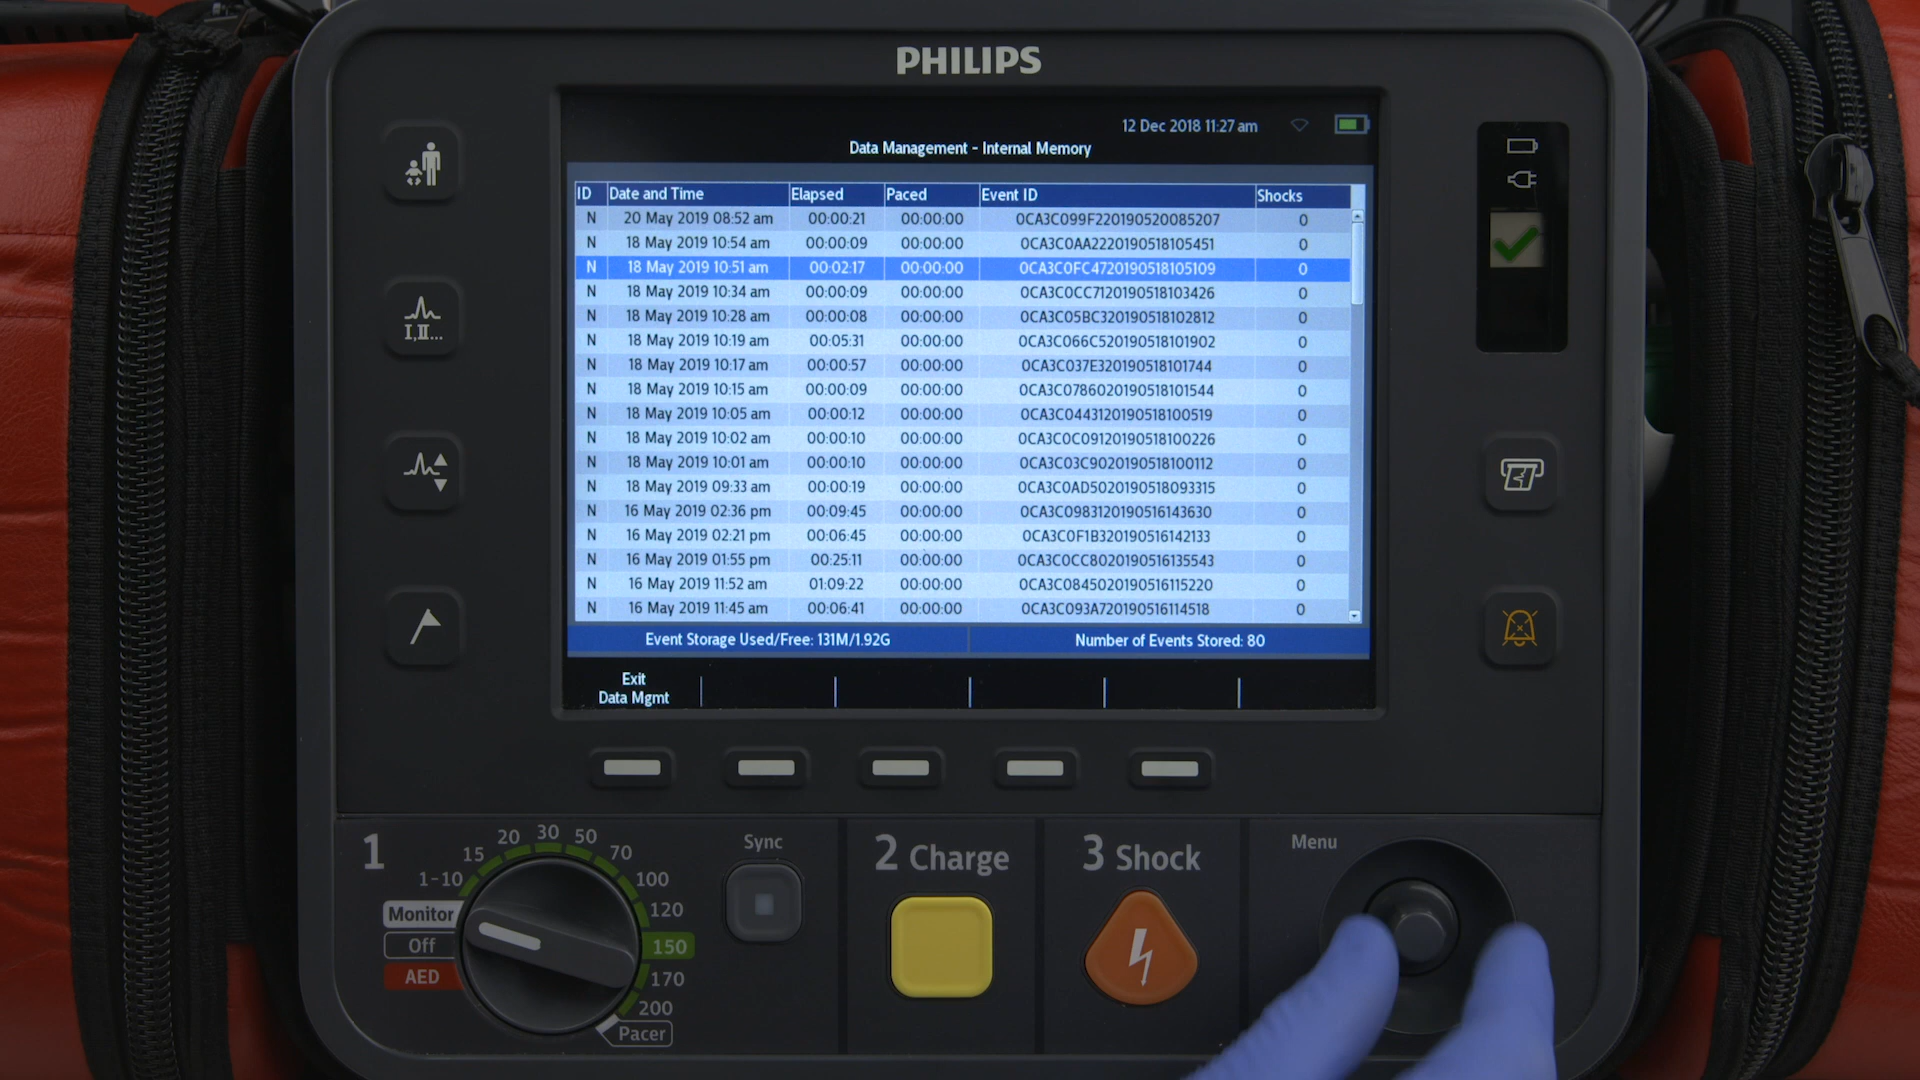 PHILIPS
12 Dec 2018 11:27 am
Data Management - Internal Memory
ID Date and Time Elapsed Paced Event ID Shocks
N 20 May 2019 08:52 am 00:00:21 00:00:00 0CA3C099F220190520085207 0
N 18 May 2019 10:54 am 00:00:09 00:00:00 0CA3C0AA2220190518105451 0
N 18 May 2019 10:51 am 00:02:17 00:00:00 0CA3C0FC4720190518105109 0
N 18 May 2019 10:34 am 00:00:09 00:00:00 0CA3C0CC7120190518103426 0
N 18 May 2019 10:28 am 00:00:08 00:00:00 0CA3C05BC320190518102812 0
N 18 May 2019 10:19 am 00:05:31 00:00:00 0CA3C066C520190518101902 0
N 18 May 2019 10:17 am 00:00:57 00:00:00 0CA3C037E320190518101744 0
N 18 May 2019 10:15 am 00:00:09 00:00:00 0CA3C0786020190518101544 0
N 18 May 2019 10:05 am 00:00:12 00:00:00 0CA3C0443120190518100519 0
N 18 May 2019 10:02 am 00:00:10 00:00:00 0CA3C0C09120190518100226 0
N 18 May 2019 10:01 am 00:00:10 00:00:00 0CA3C03C9020190518100112 0
N 18 May 2019 09:33 am 00:00:19 00:00:00 0CA3C0AD5020190518093315 0
N 16 May 2019 02:36 pm 00:09:45 00:00:00 0CA3C0983120190516143630 0
N 16 May 2019 02:21 pm 00:06:45 00:00:00 0CA3C0F1B320190516142133 0
N 16 May 2019 01:55 pm 00:25:11 00:00:00 0CA3C0CC8020190516135543 0
N 16 May 2019 11:52 am 01:09:22 00:00:00 0CA3C0845020190516115220 0
N 16 May 2019 11:45 am 00:06:41 00:00:00 0CA3C093A720190516114518 0
Event Storage Used/Free: 131M/1.92G Number of Events Stored: 80
Exit
Data Mgmt
I,II...
1
1-10
15
20
30
50
70
100
120
150
170
200
Pacer
Monitor
Off
AED
Sync
2 Charge
3 Shock
Menu